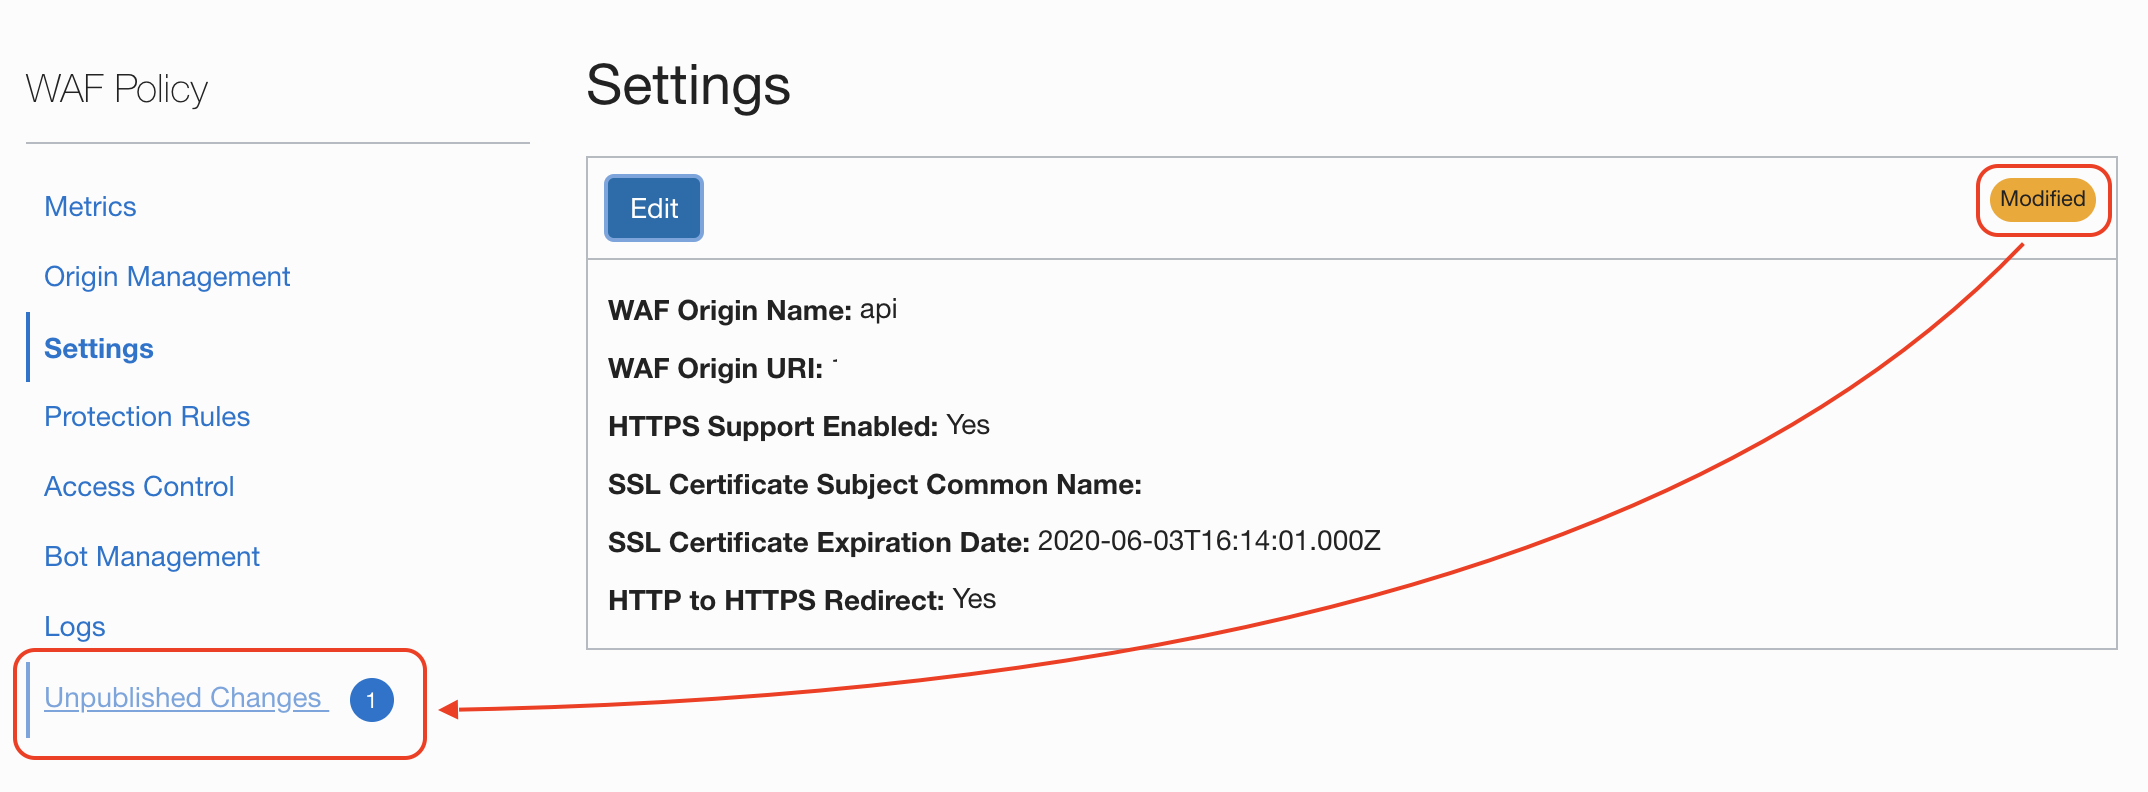 WAF Policy
Metrics
Origin Management
Settings
Protection Rules
Access Control
Bot Management
Logs
Unpublished Changes 1
Settings
Edit
Modified
WAF Origin Name: api
WAF Origin URI:
HTTPS Support Enabled: Yes
SSL Certificate Subject Common Name:
SSL Certificate Expiration Date: 2020-06-03T16:14:01.000Z
HTTP to HTTPS Redirect: Yes